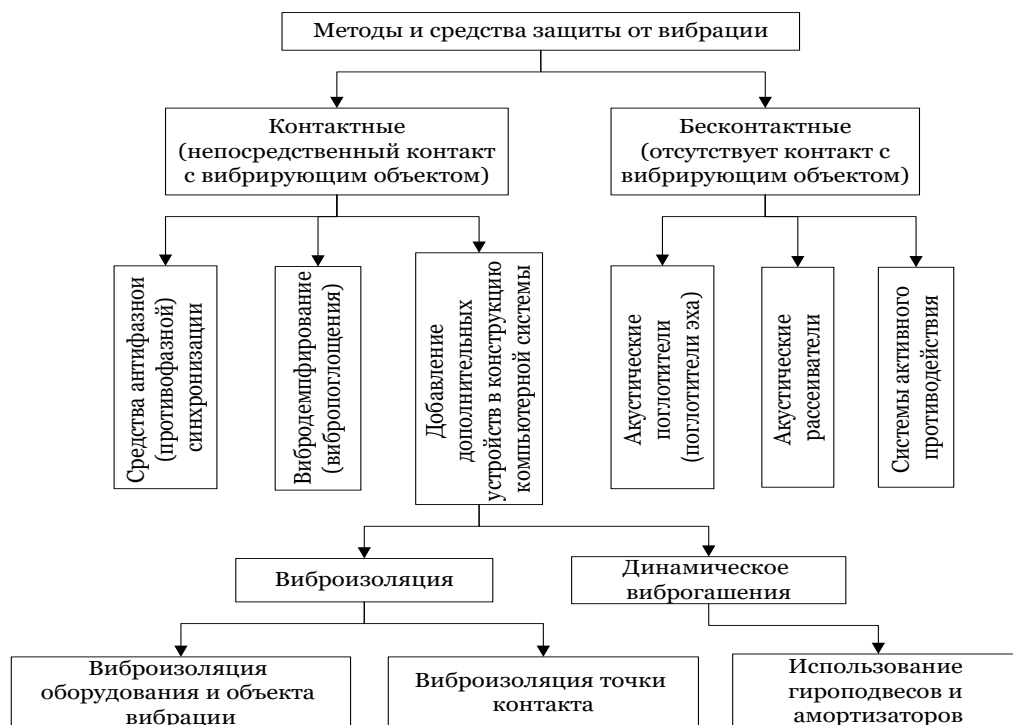 Методы и средства защиты от вибрации
Контактные
(непосредственный контакт
с вибрирующим объектом)
Бесконтактные
(отсутствует контакт с
вибрирующим объектом)
Средства антифазнои
(противофазной)
синхронизации
Вибродемпфирование
(вибропоглощения)
Добавление
дополнительных
устройств в конструкцию
компьютерной системы
Акустические
поглотители
(поглотители эха)
Акустические
рассеиватели
Системы активного
противодействия
Виброизоляция
Динамическое
виброгашения
Виброизоляция
оборудования и объекта
вибрации
Виброизоляция точки
контакта
Использование
гироподвесов и
амортизаторов